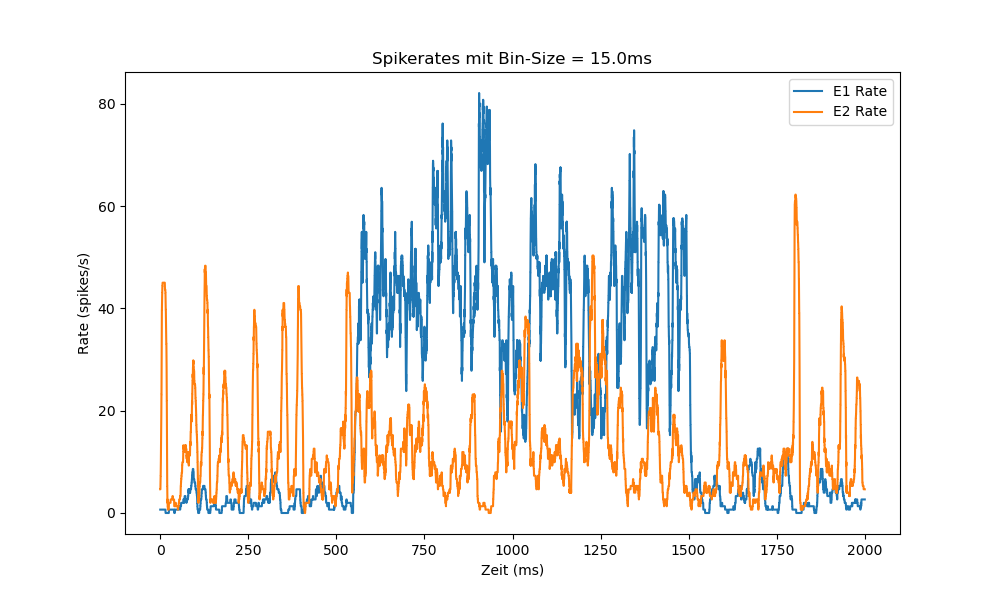 Spikerates mit Bin-Size = 15.0ms
E1 Rate
E2 Rate
Rate (spikes/s)
80
60
40
20
0
0 250 500 750 1000 1250 1500 1750 2000
Zeit (ms)